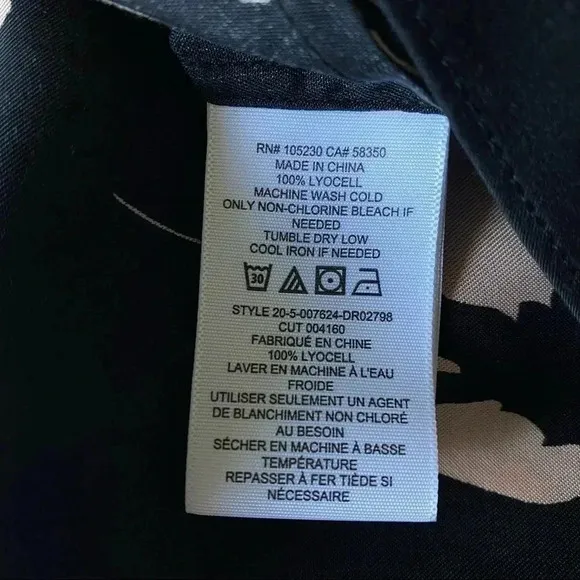 RN# 105230 CA# 58350
MADE IN CHINA
100% LYOCELL
MACHINE WASH COLD
ONLY NON-CHLORINE BLEACH IF
NEEDED
TUMBLE DRY LOW
COOL IRON IF NEEDED
30
STYLE 20-5-007624-DR02798
CUT 004160
FABRIQUÉ EN CHINE
100% LYOCELL
LAVER EN MACHINE À L'EAU
FROIDE
UTILISER SEULEMENT UN AGENT
DE BLANCHIMENT NON CHLORÉ
AU BESOIN
SÉCHER EN MACHINE À BASSE
TEMPÉRATURE
REPASSER À FER TIÈDE SI
NÉCESSAIRE